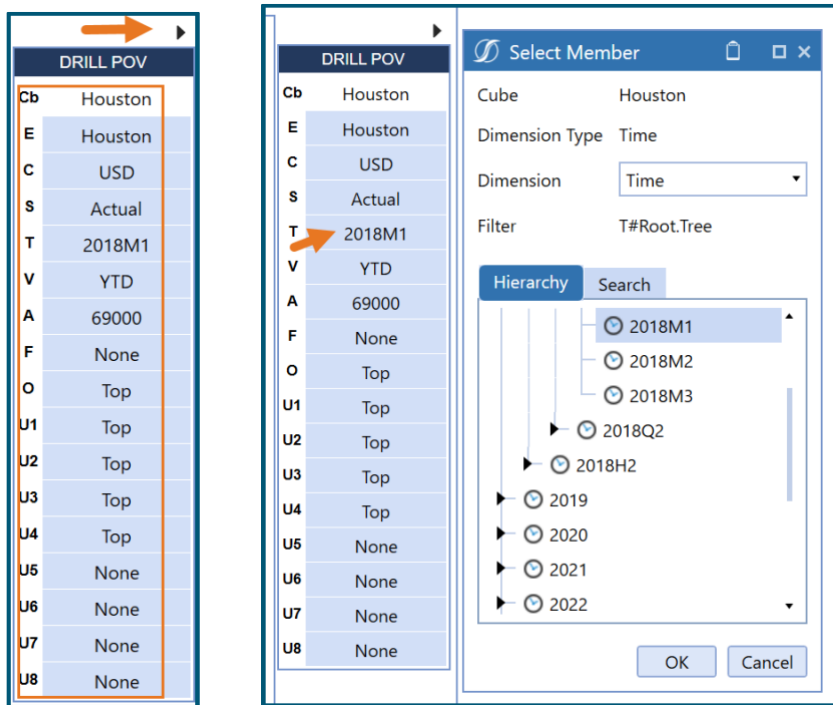 DRILL POV
Cb Houston
E Houston
C USD
S Actual
T 2018M1
V YTD
A 69000
F None
O Top
U1 Top
U2 Top
U3 Top
U4 Top
U5 None
U6 None
U7 None
U8 None
DRILL POV
Cb Houston
E Houston
C USD
S Actual
T 2018M1
V YTD
A 69000
F None
O Top
U1 Top
U2 Top
U3 Top
U4 Top
U5 None
U6 None
U7 None
U8 None
Select Member
Cube Houston
Dimension Type Time
Dimension Time
Filter T#Root.Tree
Hierarchy Search
2018M1
2018M2
2018M3
2018Q2
2018H2
2019
2020
2021
2022
OK Cancel